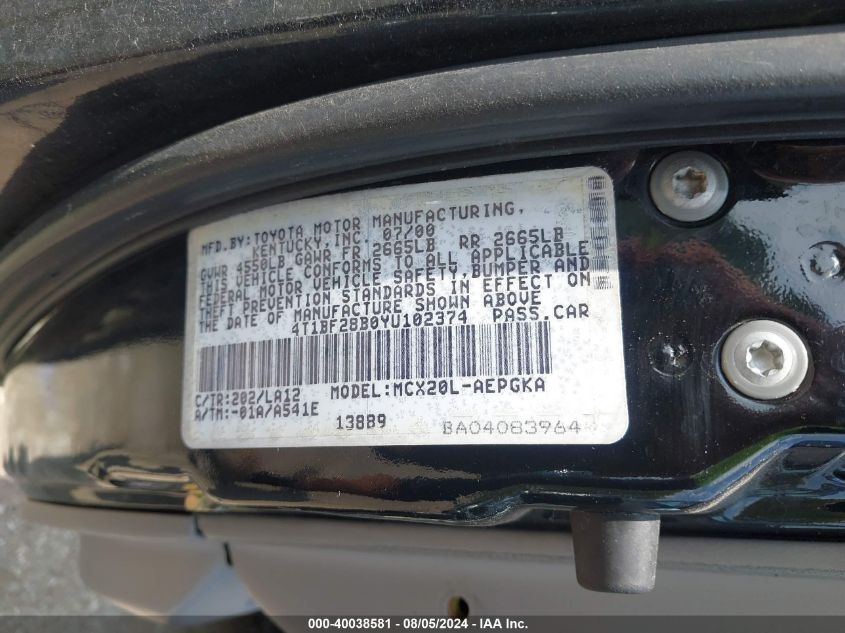 MFD.BY:TOYOTA MOTOR MANUFACTURING,
KENTUCKY,INC. 07/00
GVWR 4550LB GAWR FR 2665LB RR 2665LB
THIS VEHICLE CONFORMS TO ALL APPLICABLE
FEDERAL MOTOR VEHICLE SAFETY,BUMPER AND
THEFT PREVENTION STANDARDS IN EFFECT ON
THE DATE OF MANUFACTURE SHOWN ABOVE
4T1BF28B0YU102374 PASS.CAR
C/TR:202/LA12 MODEL:MCX20L-AEPGKA
A/TM:-01A/A541E
13889 BA04083964
000-40038581 - 08/05/2024 - IAA Inc.